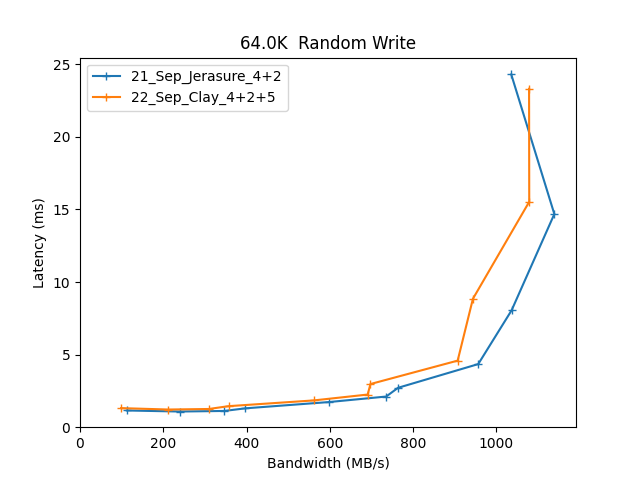 64.0K  Random Write
21_Sep_Jerasure_4+2
22_Sep_Clay_4+2+5
25
20
15
10
5
0
Latency (ms)
0 200 400 600 800 1000
Bandwidth (MB/s)